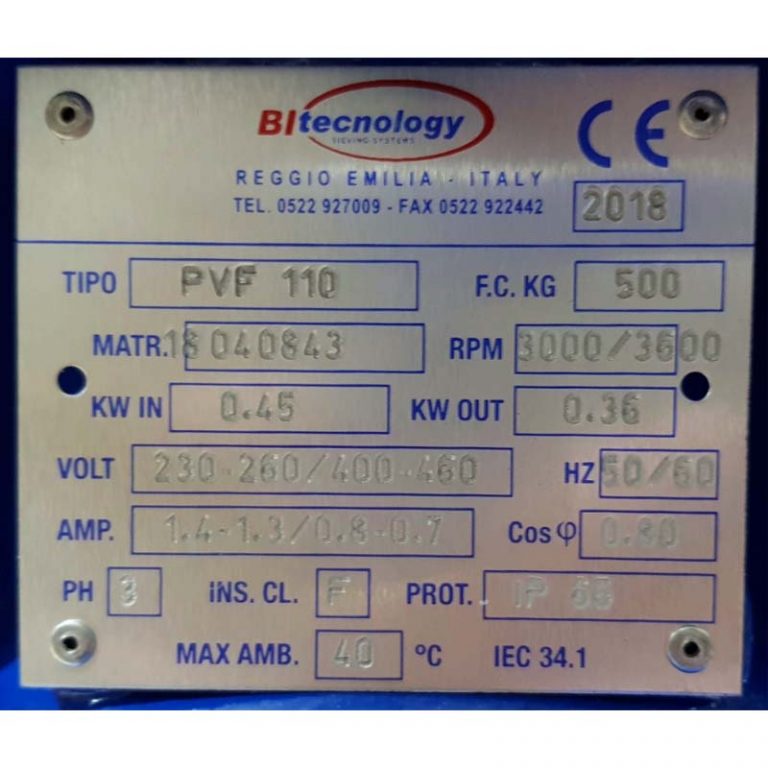 BItecnology
SIEVING SYSTEMS
CE
REGGIO EMILIA - ITALY
TEL. 0522 927009 - FAX 0522 922442
2018
TIPO PVF 110 F.C. KG 500
MATR. 18 040843 RPM 3000/3600
KW IN 0.45 KW OUT 0.36
VOLT 230-260/400-460 HZ 50/60
AMP. 1.4-1.3/0.8-0.7 Cos φ 0.80
PH 3 INS. CL. F PROT. IP 65
MAX AMB. 40 °C IEC 34.1